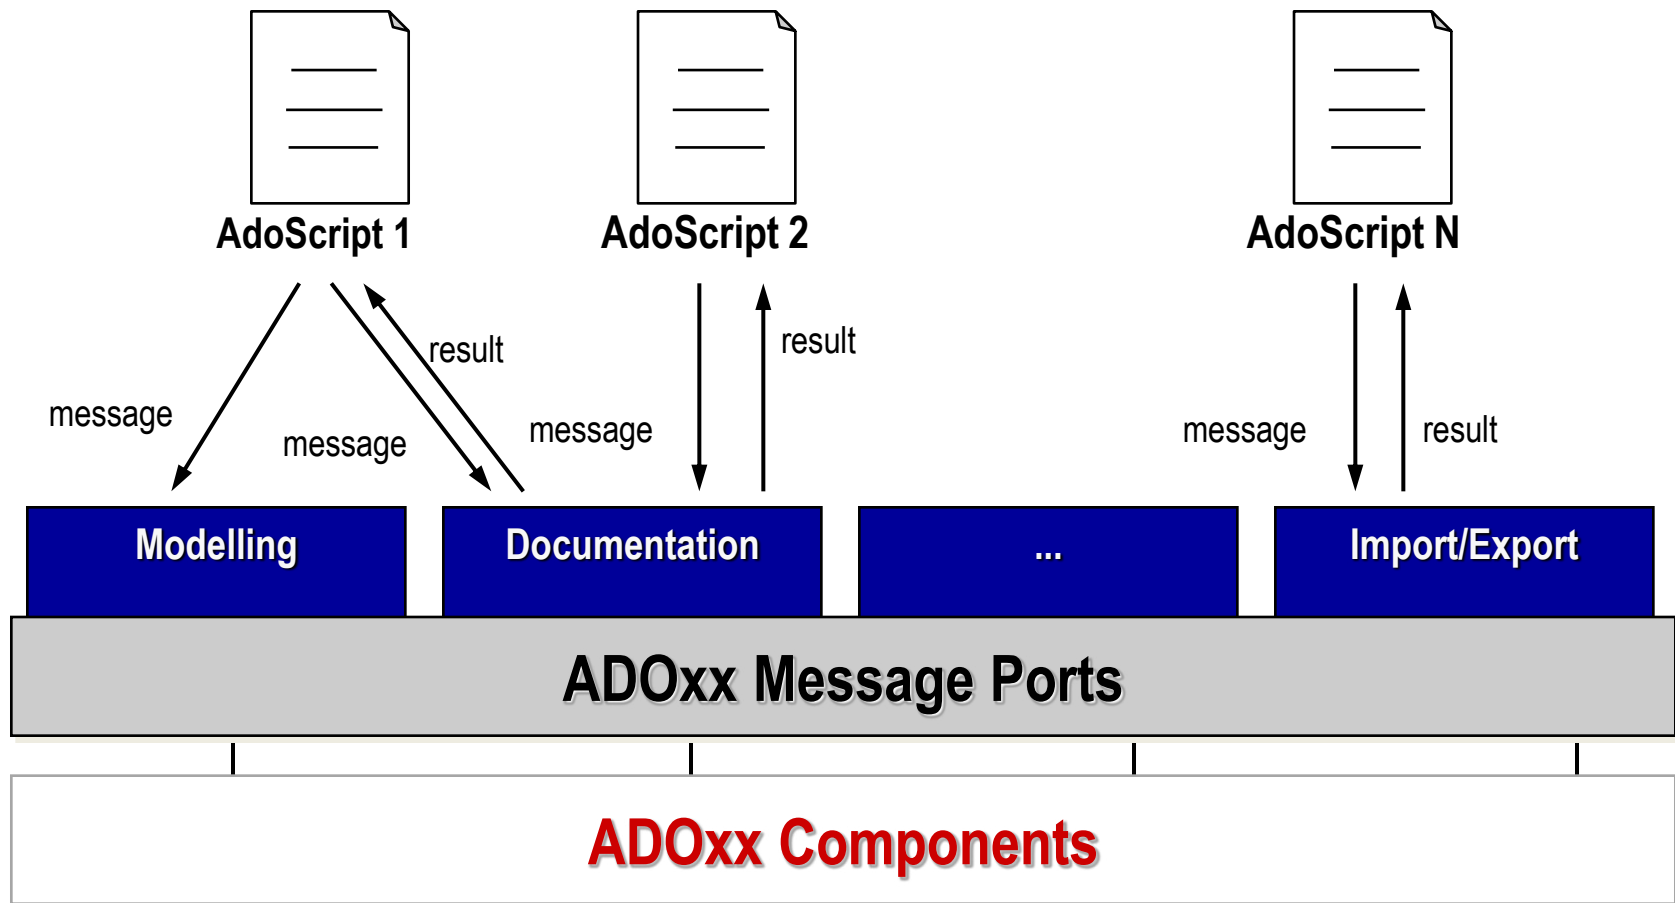 AdoScript 1
AdoScript 2
AdoScript N
result
result
message
message
message
message
result
Modelling
Documentation
...
Import/Export
ADOxx Message Ports
ADOxx Components